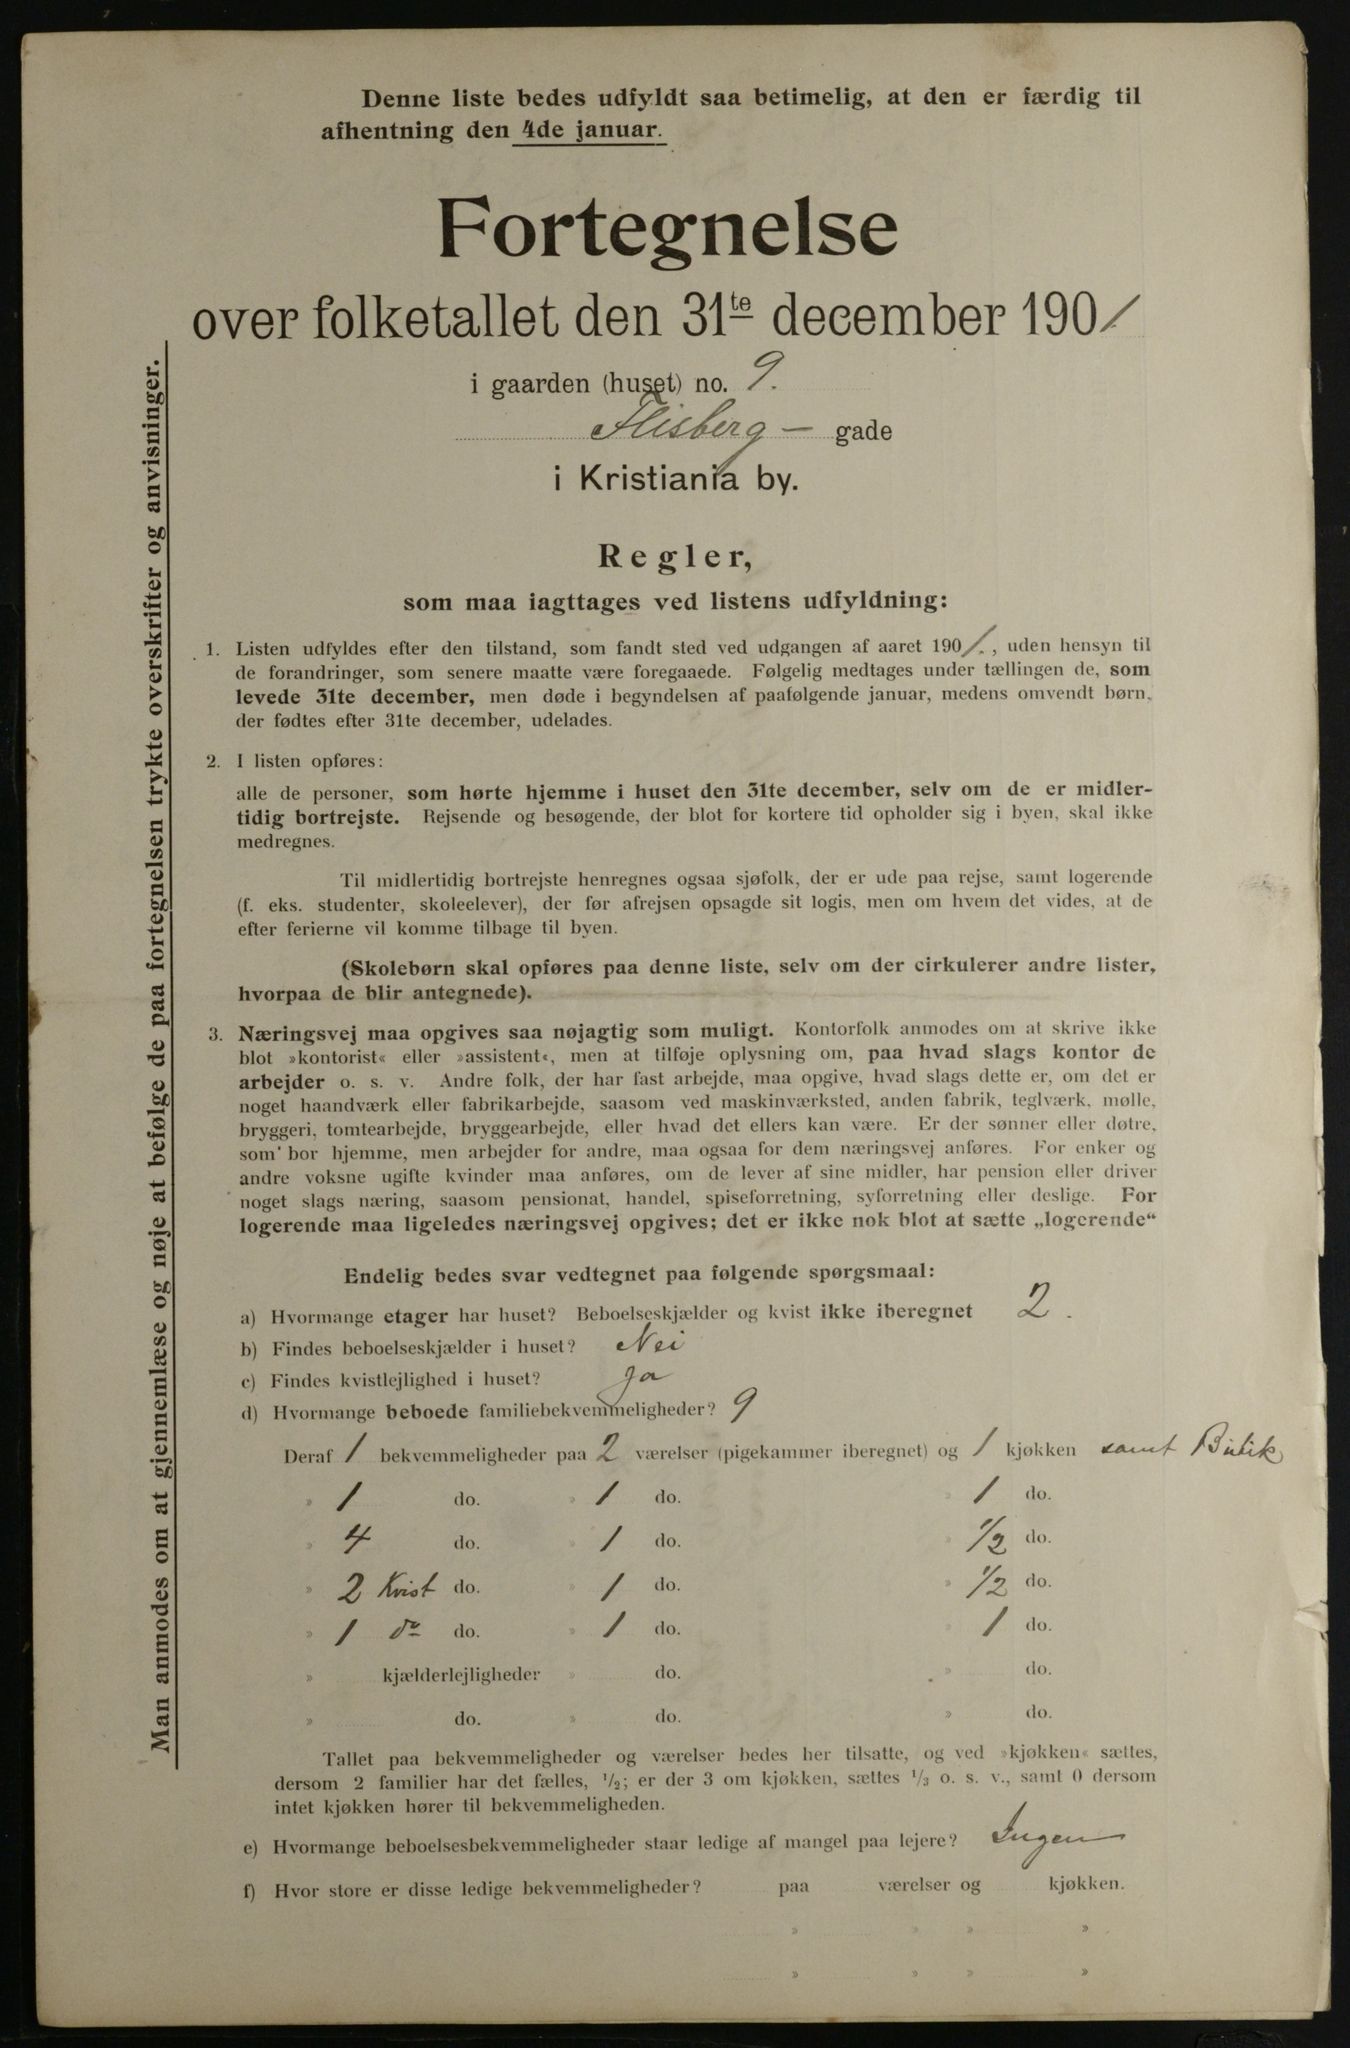 Denne liste bedes udfyldt saa betimelig, at den er færdig til
afhentning den 4de januar.
Fortegnelse
over folketallet den 31te december 1901
i gaarden (huset) no. 9.
Flisberg – gade
i Kristiania by.
Regler,
som maa iagttages ved listens udfyldning:
1. Listen udfyldes efter den tilstand, som fandt sted ved udgangen af aaret 1901., uden hensyn til
de forandringer, som senere maatte være foregaaede. Følgelig medtages under tællingen de, som
levede 31te december, men døde i begyndelsen af paafølgende januar, medens omvendt børn,
der fødtes efter 31te december, udelades.
2. I listen opføres:
alle de personer, som hørte hjemme i huset den 31te december, selv om de er midler-
tidig bortrejste. Rejsende og besøgende, der blot for kortere tid opholder sig i byen, skal ikke
medregnes.
Til midlertidig bortrejste henregnes ogsaa sjøfolk, der er ude paa rejse, samt logerende
(f. eks. studenter, skoleelever), der før afrejsen opsagde sit logis, men om hvem det vides, at de
efter ferierne vil komme tilbage til byen.
(Skolebørn skal opføres paa denne liste, selv om der cirkulerer andre lister,
hvorpaa de blir antegnede).
3. Næringsvej maa opgives saa nøjagtig som muligt. Kontorfolk anmodes om at skrive ikke
blot »kontorist« eller »assistent«, men at tilføje oplysning om, paa hvad slags kontor de
arbejder o. s. v. Andre folk, der har fast arbejde, maa opgive, hvad slags dette er, om det er
noget haandværk eller fabrikarbejde, saasom ved maskinværksted, anden fabrik, teglværk, mølle,
bryggeri, tomtearbejde, bryggearbejde, eller hvad det ellers kan være. Er der sønner eller døtre,
som bor hjemme, men arbejder for andre, maa ogsaa for dem næringsvej anføres. For enker og
andre voksne ugifte kvinder maa anføres, om de lever af sine midler, har pension eller driver
noget slags næring, saasom pensionat, handel, spiseforretning, syforretning eller deslige. For
logerende maa ligeledes næringsvej opgives; det er ikke nok blot at sætte „logerende“
Endelig bedes svar vedtegnet paa følgende spørgsmaal:
a) Hvormange etager har huset? Beboelseskjælder og kvist ikke iberegnet 2.
b) Findes beboelseskjælder i huset? Nei
c) Findes kvistlejlighed i huset? Ja
d) Hvormange beboede familiebekvemmeligheder? 9
Deraf 1 bekvemmeligheder paa 2 værelser (pigekammer iberegnet) og 1 kjøkken samt Butik
» 1 do. » 1 do. » 1 do.
» 4 do. » 1 do. » 1/2 do.
» 2 Kvist do. » 1 do. » 1/2 do.
» 1 do do. » 1 do. » 1 do.
» kjælderlejligheder » do. » do.
» do. » do. » do.
Tallet paa bekvemmeligheder og værelser bedes her tilsatte, og ved »kjøkken« sættes,
dersom 2 familier har det fælles, 1/2; er der 3 om kjøkken, sættes 1/3 o. s. v., samt 0 dersom
intet kjøkken hører til bekvemmeligheden.
e) Hvormange beboelsesbekvemmeligheder staar ledige af mangel paa lejere? Ingen
f) Hvor store er disse ledige bekvemmeligheder? paa værelser og kjøkken.
» » » »
» » » »
Man anmodes om at gjennemlæse og nøje at befølge de paa fortegnelsen trykte overskrifter og anvisninger.